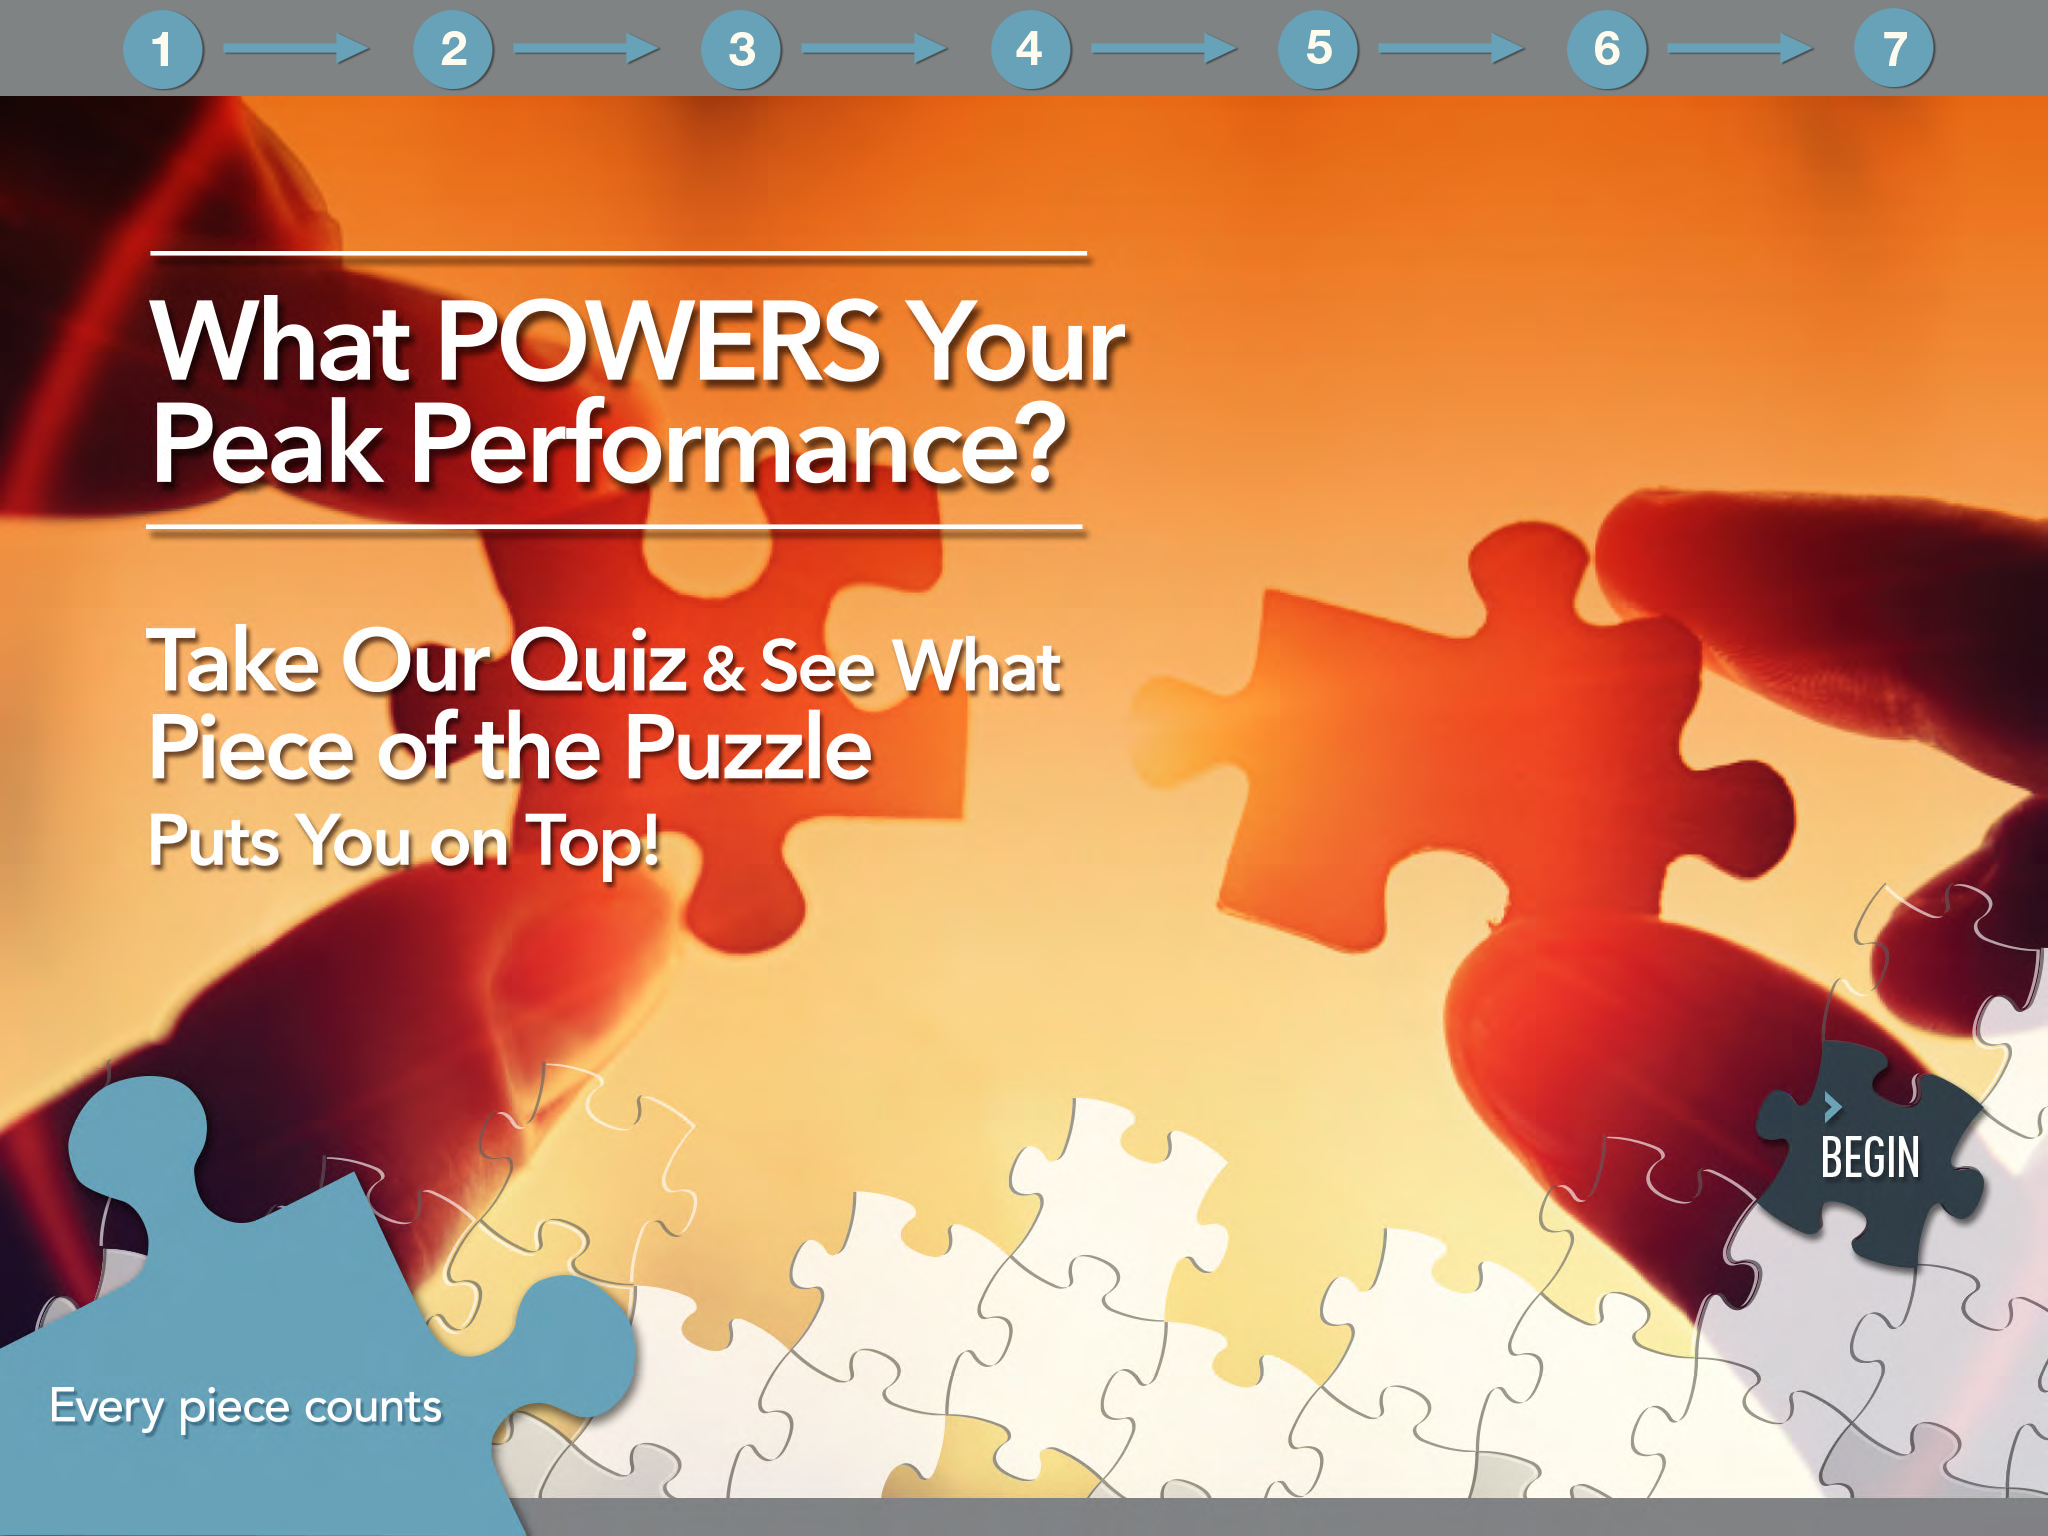 1 2 3 4 5 6 7
What POWERS Your
Peak Performance?
Take Our Quiz & See What
Piece of the Puzzle
Puts You on Top!
BEGIN
Every piece counts